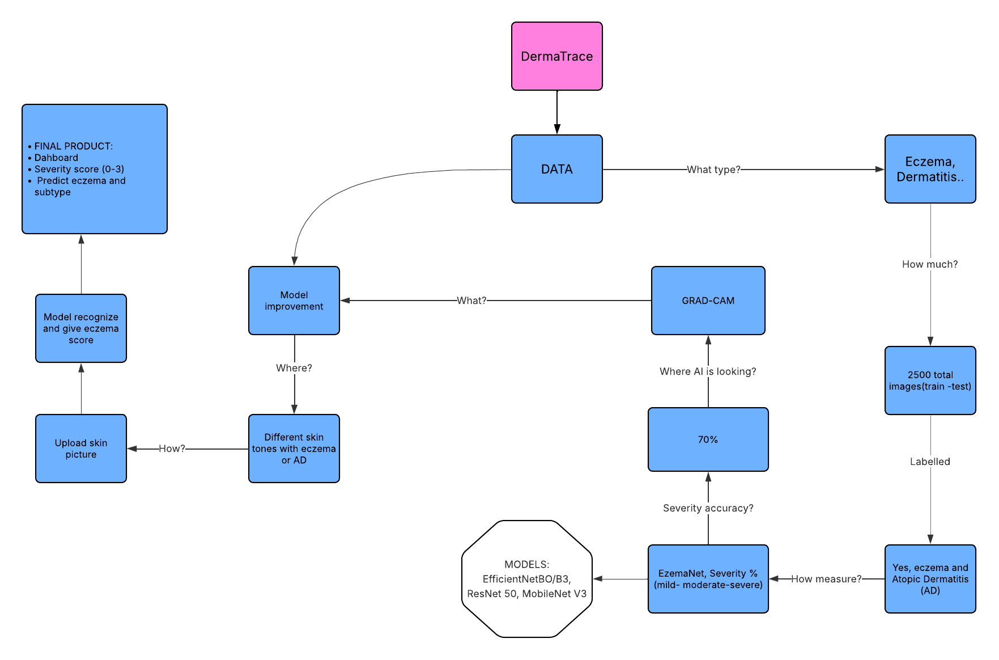 DermaTrace
DATA
What type?
Eczema,
Dermatitis..
How much?
2500 total
images(train -test)
Labelled
Yes, eczema and
Atopic Dermatitis
(AD)
How measure?
EzemaNet, Severity %
(mild- moderate-severe)
MODELS:
EfficientNetBO/B3,
ResNet 50, MobileNet V3
Severity accuracy?
70%
Where AI is looking?
GRAD-CAM
What?
Model
improvement
Where?
Different skin
tones with eczema
or AD
How?
Upload skin
picture
Model recognize
and give eczema
score
• FINAL PRODUCT:
• Dahboard
• Severity score (0-3)
• Predict eczema and
subtype